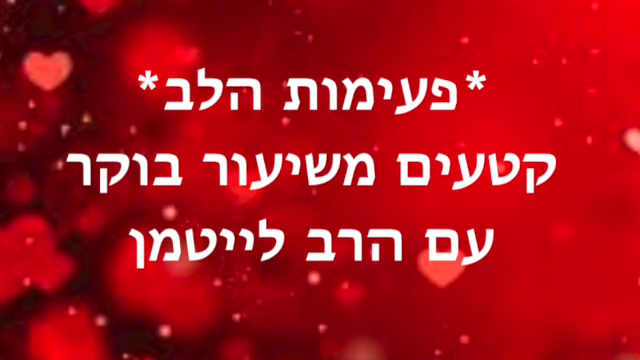 *פעימות הלב*
קטעים משיעור בוקר
עם הרב לייטמן